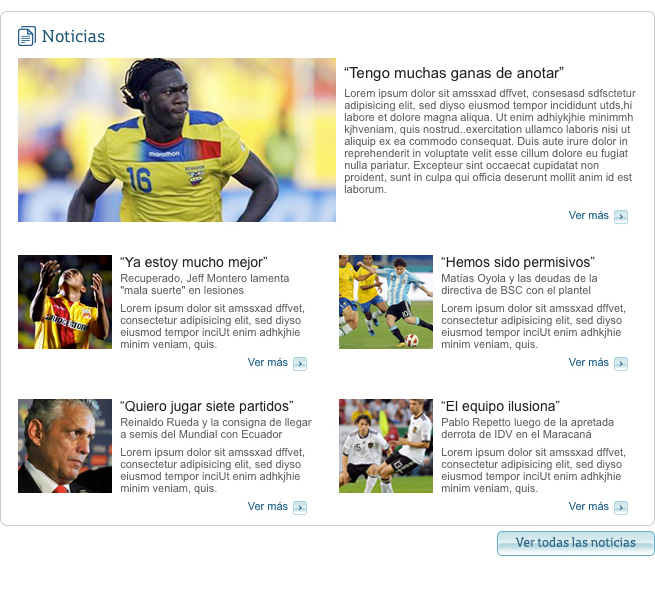 Noticias
marathon
ECUADOR
16
“Tengo muchas ganas de anotar”
Lorem ipsum dolor sit amssxad dffvet, consesasd sdfsctetur
adipisicing elit, sed diyso eiusmod tempor incididunt utds,hi
labore et dolore magna aliqua. Ut enim adhiykjhie minimmh
kjhveniam, quis nostrud..exercitation ullamco laboris nisi ut
aliquip ex ea commodo consequat. Duis aute irure dolor in
reprehenderit in voluptate velit esse cillum dolore eu fugiat
nulla pariatur. Excepteur sint occaecat cupidatat non
proident, sunt in culpa qui officia deserunt mollit anim id est
laborum.
Ver más
“Ya estoy mucho mejor”
Recuperado, Jeff Montero lamenta
"mala suerte" en lesiones
Lorem ipsum dolor sit amssxad dffvet,
consectetur adipisicing elit, sed diyso
eiusmod tempor inciUt enim adhkjhie
minim veniam, quis.
Ver más
“Hemos sido permisivos”
Matías Oyola y las deudas de la
directiva de BSC con el plantel
Lorem ipsum dolor sit amssxad dffvet,
consectetur adipisicing elit, sed diyso
eiusmod tempor inciUt enim adhkjhie
minim veniam, quis.
Ver más
“Quiero jugar siete partidos”
Reinaldo Rueda y la consigna de llegar
a semis del Mundial con Ecuador
Lorem ipsum dolor sit amssxad dffvet,
consectetur adipisicing elit, sed diyso
eiusmod tempor inciUt enim adhkjhie
minim veniam, quis.
Ver más
“El equipo ilusiona”
Pablo Repetto luego de la apretada
derrota de IDV en el Maracaná
Lorem ipsum dolor sit amssxad dffvet,
consectetur adipisicing elit, sed diyso
eiusmod tempor inciUt enim adhkjhie
minim veniam, quis.
Ver más
Ver todas las noticias